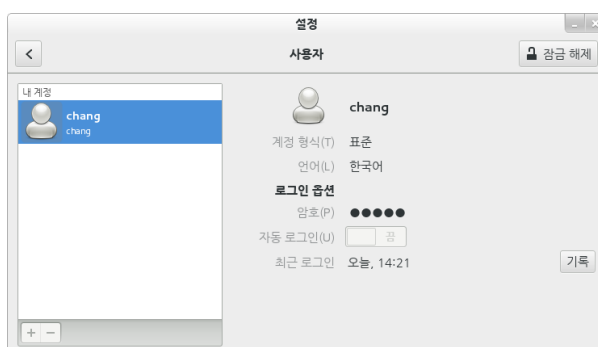 설정
사용자
잠금 해제
내 계정
chang
chang
chang
계정 형식(T) 표준
언어(L) 한국어
로그인 옵션
암호(P) ●●●●●
자동 로그인(U) 끔
최근 로그인 오늘, 14:21
기록